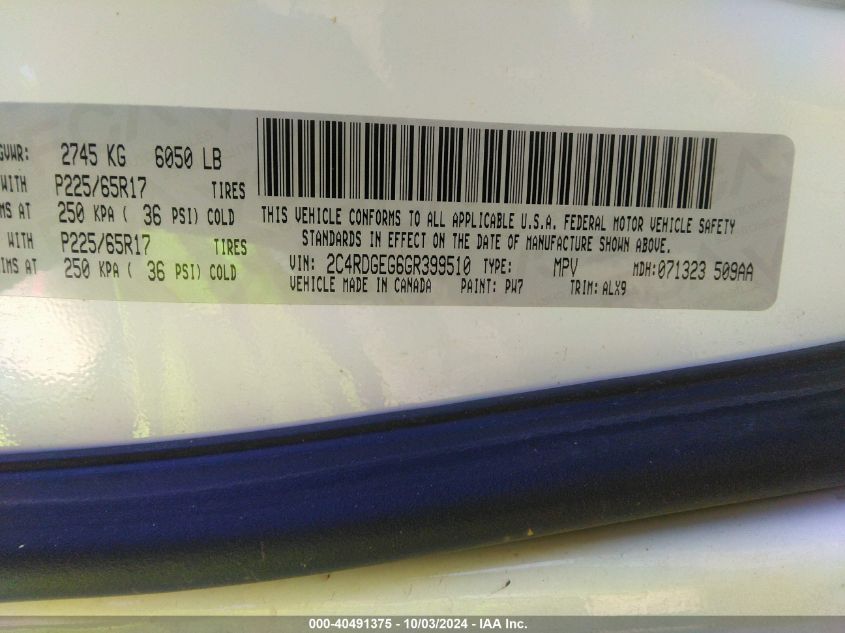 GVWR: 2745 KG 6050 LB
WITH P225/65R17 TIRES
IMS AT 250 KPA ( 36 PSI) COLD
WITH P225/65R17 TIRES
RIMS AT 250 KPA ( 36 PSI) COLD
THIS VEHICLE CONFORMS TO ALL APPLICABLE U.S.A. FEDERAL MOTOR VEHICLE SAFETY
STANDARDS IN EFFECT ON THE DATE OF MANUFACTURE SHOWN ABOVE.
VIN: 2C4RDGEG6GR399510 TYPE: MPV MDH: 071323 509AA
VEHICLE MADE IN CANADA PAINT: PW7 TRIM: ALX9
000-40491375 - 10/03/2024 - IAA Inc.